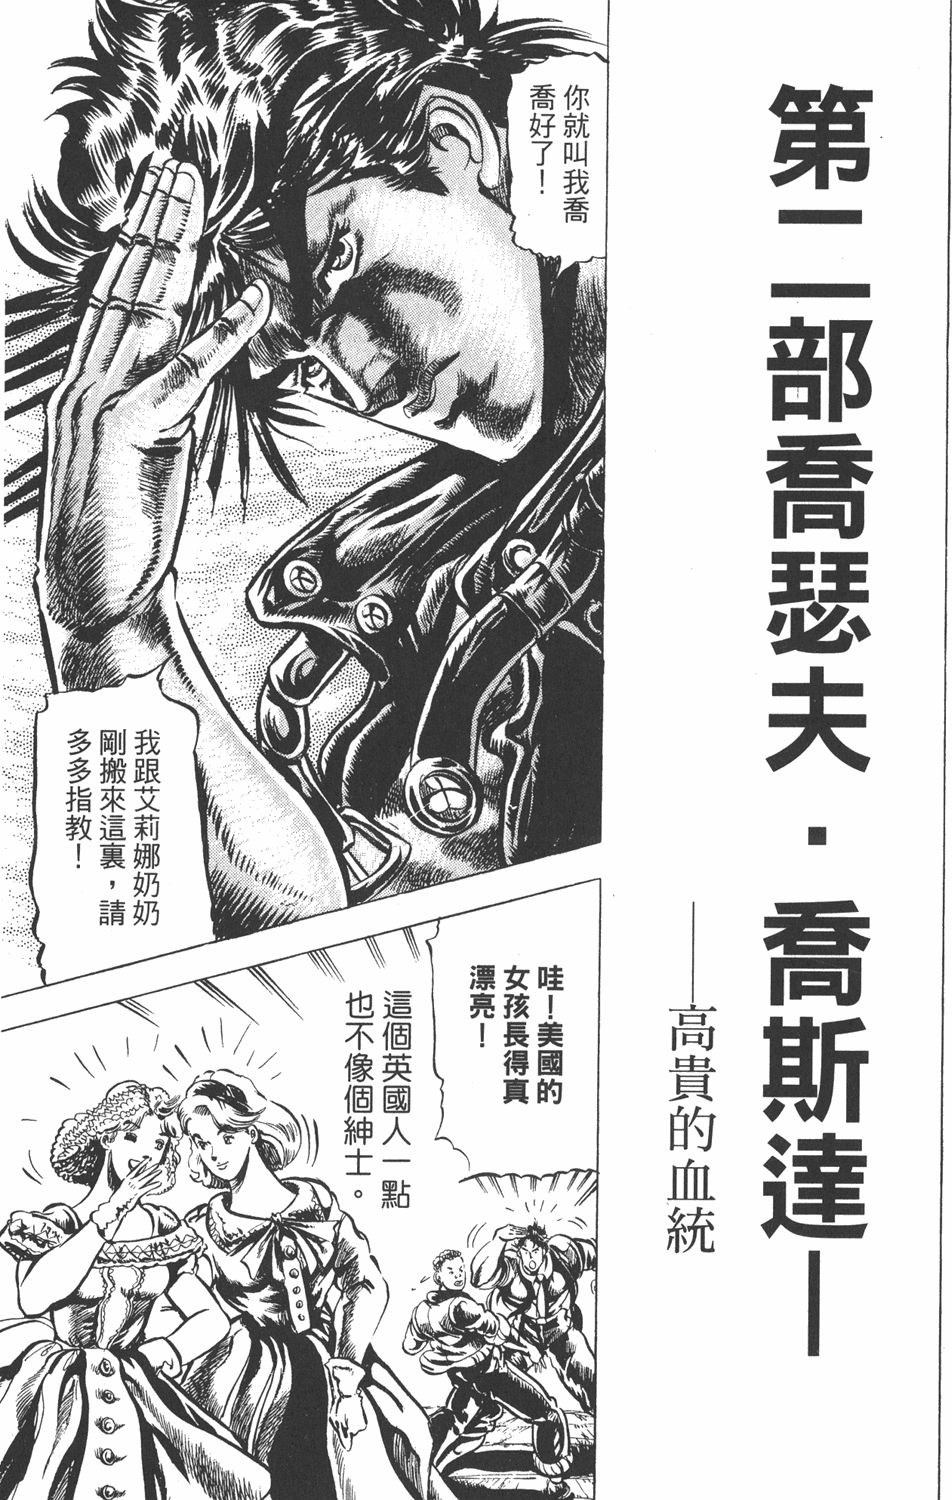 第二部喬瑟夫・喬斯達—
——高貴的血統
你就叫我喬
喬好了！
我跟艾莉娜奶奶
剛搬來這裏，請
多多指教！
哇！美國的
女孩長得真
漂亮！
這個英國人一點
也不像個紳士。